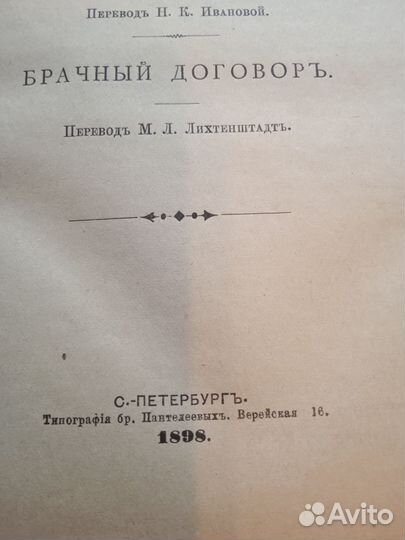 Переводъ Н. К. Ивановой.
БРАЧНЫЙ ДОГОВОРЪ.
Переводъ М. Л. Лихтенштадтъ.
С.-ПЕТЕРБУРГЪ.
Типографія бр. Пантелеевыхъ. Верейская 16.
1898.
Avito